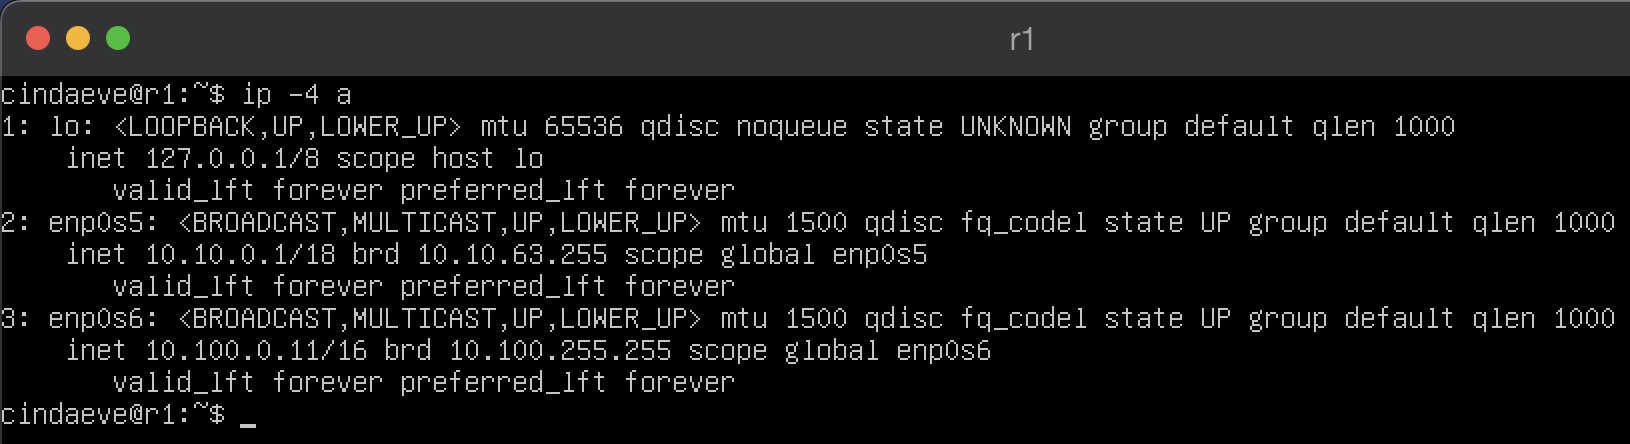 r1
cindaeve@r1:~$ ip -4 a
1: lo: <LOOPBACK,UP,LOWER_UP> mtu 65536 qdisc noqueue state UNKNOWN group default qlen 1000
    inet 127.0.0.1/8 scope host lo
       valid_lft forever preferred_lft forever
2: enp0s5: <BROADCAST,MULTICAST,UP,LOWER_UP> mtu 1500 qdisc fq_codel state UP group default qlen 1000
    inet 10.10.0.1/18 brd 10.10.63.255 scope global enp0s5
       valid_lft forever preferred_lft forever
3: enp0s6: <BROADCAST,MULTICAST,UP,LOWER_UP> mtu 1500 qdisc fq_codel state UP group default qlen 1000
    inet 10.100.0.11/16 brd 10.100.255.255 scope global enp0s6
       valid_lft forever preferred_lft forever
cindaeve@r1:~$ _